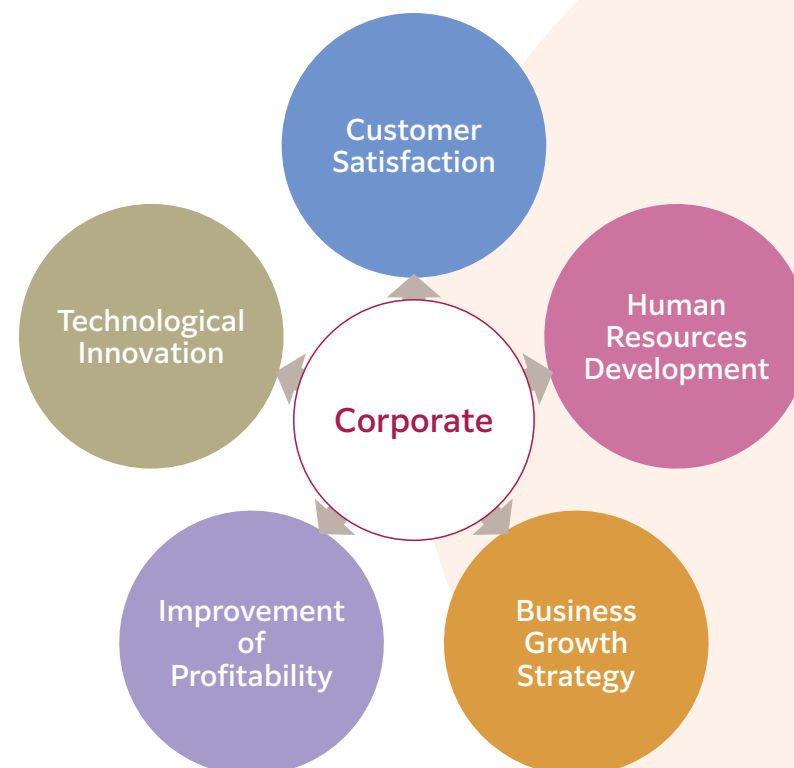 Customer
Satisfaction
Technological
Innovation
Human
Resources
Development
Corporate
Improvement
of
Profitability
Business
Growth
Strategy